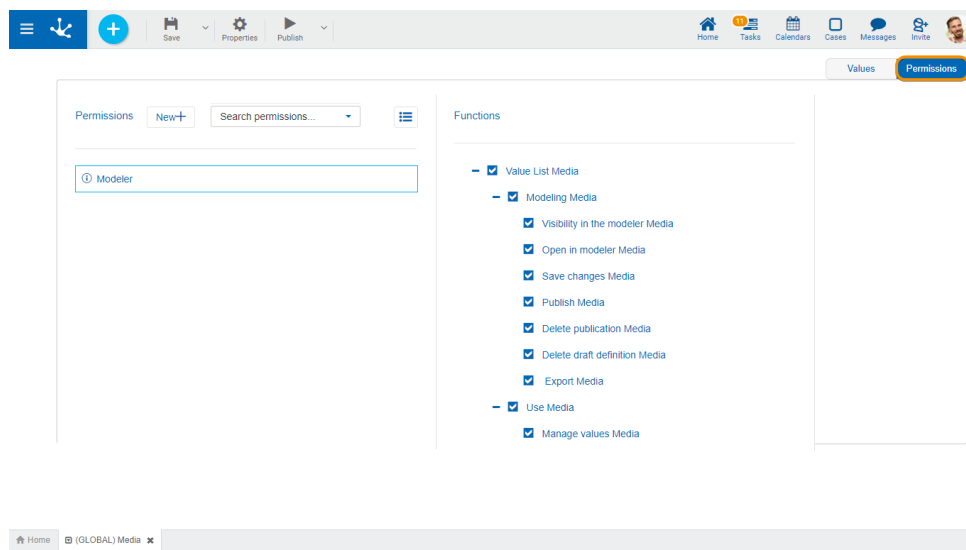 Save
Properties
Publish
Home
11
Tasks
Calendars
Cases
Messages
Invite
Values
Permissions
Permissions
New
Search permissions...
Functions
Modeler
Value List Media
Modeling Media
Visibility in the modeler Media
Open in modeler Media
Save changes Media
Publish Media
Delete publication Media
Delete draft definition Media
Export Media
Use Media
Manage values Media
Home
(GLOBAL) Media